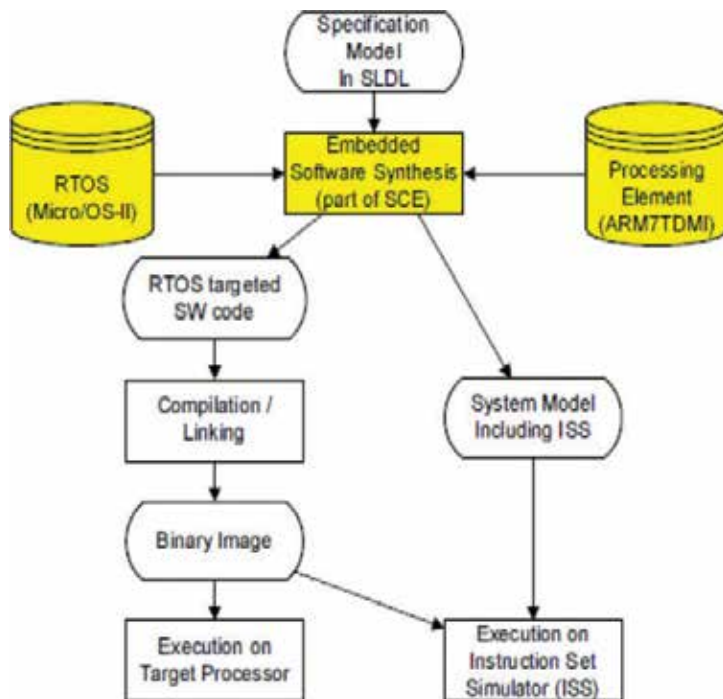 Specification
Model
In SLDL
RTOS
(Micro/OS-II)
Embedded
Software Synthesis
(part of SCE)
Processing
Element
(ARM7TDMI)
RTOS targeted
SW code
Compilation /
Linking
System Model
Including ISS
Binary Image
Execution on
Target Processor
Execution on
Instruction Set
Simulator (ISS)